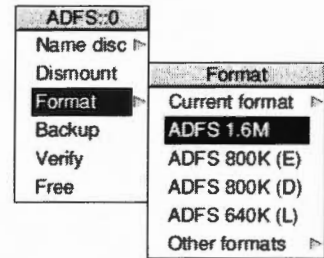 ADFS::0
Name disc
Dismount
Format
Backup
Verify
Free
Format
Current format
ADFS 1.6M
ADFS 800K (E)
ADFS 800K (D)
ADFS 640K (L)
Other formats